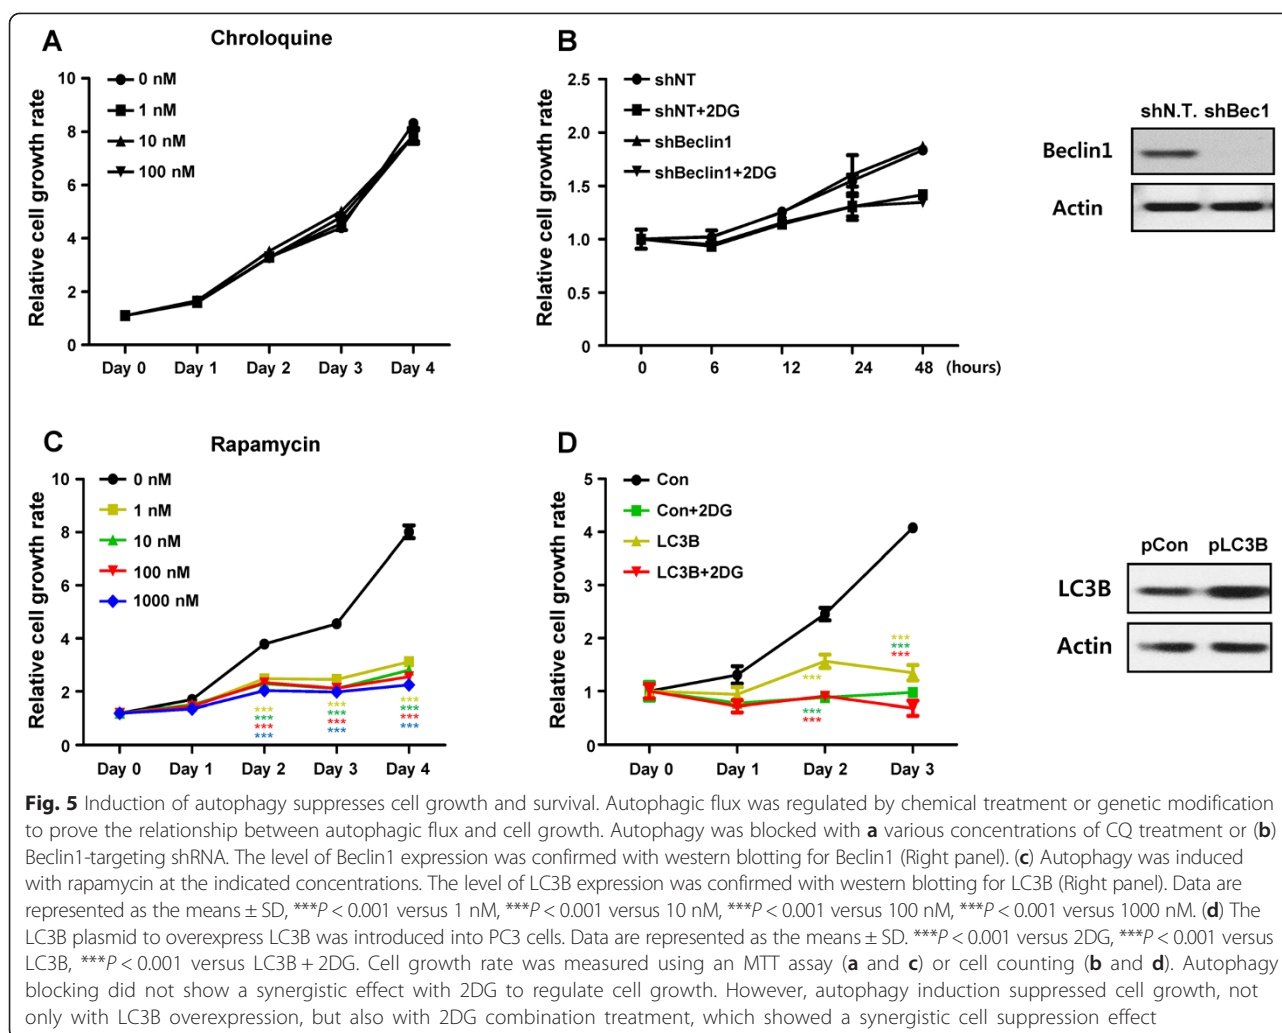 A
Chroloquine
Relative cell growth rate
10
8
6
4
2
0
0 nM
1 nM
10 nM
100 nM
Day 0 Day 1 Day 2 Day 3 Day 4
B
Relative cell growth rate
2.5
2.0
1.5
1.0
0.5
0.0
shNT
shNT+2DG
shBeclin1
shBeclin1+2DG
0 6 12 24 48 (hours)
shN.T. shBec1
Beclin1
Actin
C
Rapamycin
Relative cell growth rate
10
8
6
4
2
0
0 nM
1 nM
10 nM
100 nM
1000 nM
*** *** ***
*** *** ***
*** *** ***
*** *** ***
Day 0 Day 1 Day 2 Day 3 Day 4
D
Relative cell growth rate
5
4
3
2
1
0
Con
Con+2DG
LC3B
LC3B+2DG
***
***
***
***
***
***
Day 0 Day 1 Day 2 Day 3
pCon pLC3B
LC3B
Actin
Fig. 5 Induction of autophagy suppresses cell growth and survival. Autophagic flux was regulated by chemical treatment or genetic modification
to prove the relationship between autophagic flux and cell growth. Autophagy was blocked with a various concentrations of CQ treatment or (b)
Beclin1-targeting shRNA. The level of Beclin1 expression was confirmed with western blotting for Beclin1 (Right panel). (c) Autophagy was induced
with rapamycin at the indicated concentrations. The level of LC3B expression was confirmed with western blotting for LC3B (Right panel). Data are
represented as the means ± SD, ***P < 0.001 versus 1 nM, ***P < 0.001 versus 10 nM, ***P < 0.001 versus 100 nM, ***P < 0.001 versus 1000 nM. (d) The
LC3B plasmid to overexpress LC3B was introduced into PC3 cells. Data are represented as the means ± SD. ***P < 0.001 versus 2DG, ***P < 0.001 versus
LC3B, ***P < 0.001 versus LC3B + 2DG. Cell growth rate was measured using an MTT assay (a and c) or cell counting (b and d). Autophagy
blocking did not show a synergistic effect with 2DG to regulate cell growth. However, autophagy induction suppressed cell growth, not
only with LC3B overexpression, but also with 2DG combination treatment, which showed a synergistic cell suppression effect